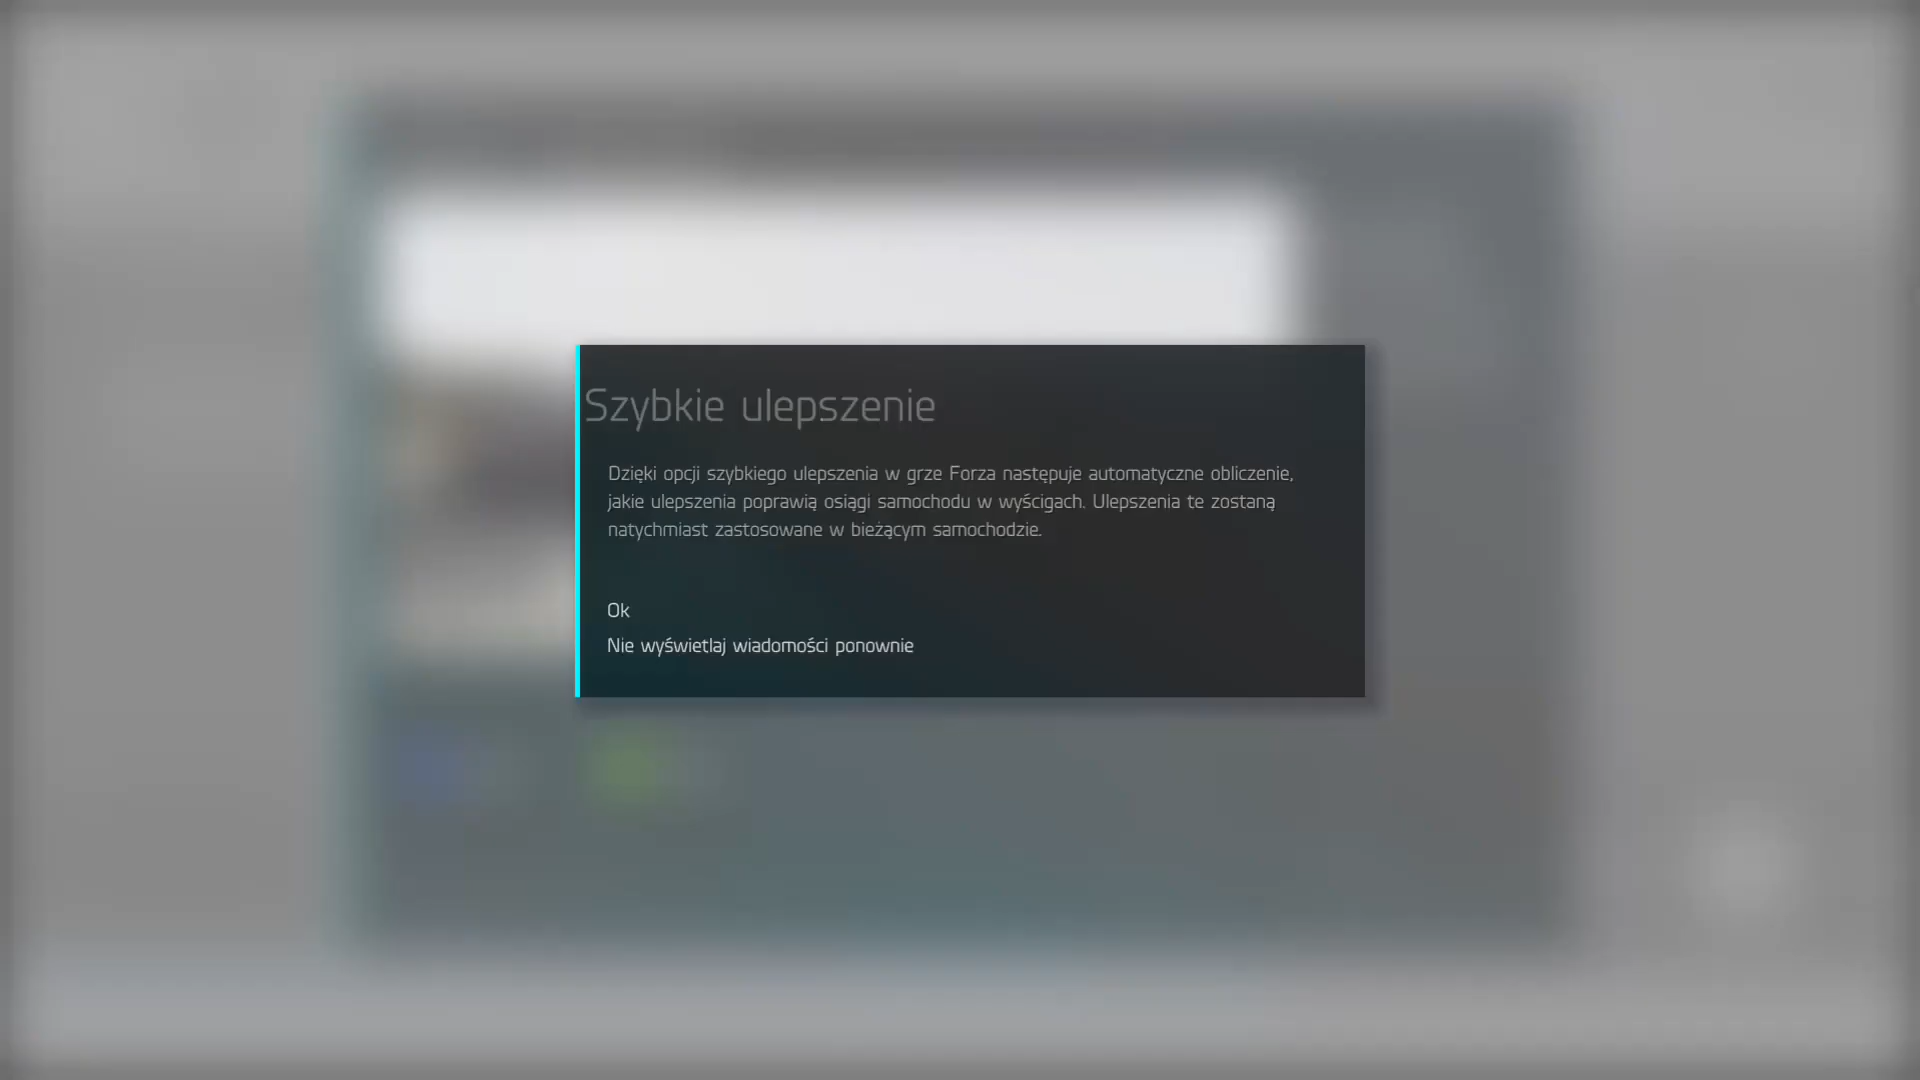 Szybkie ulepszenie
Dzięki opcji szybkiego ulepszenia w grze Forza następuje automatyczne obliczenie,
jakie ulepszenia poprawią osiągi samochodu w wyścigach. Ulepszenia te zostaną
natychmiast zastosowane w bieżącym samochodzie.
Ok
Nie wyświetlaj wiadomości ponownie